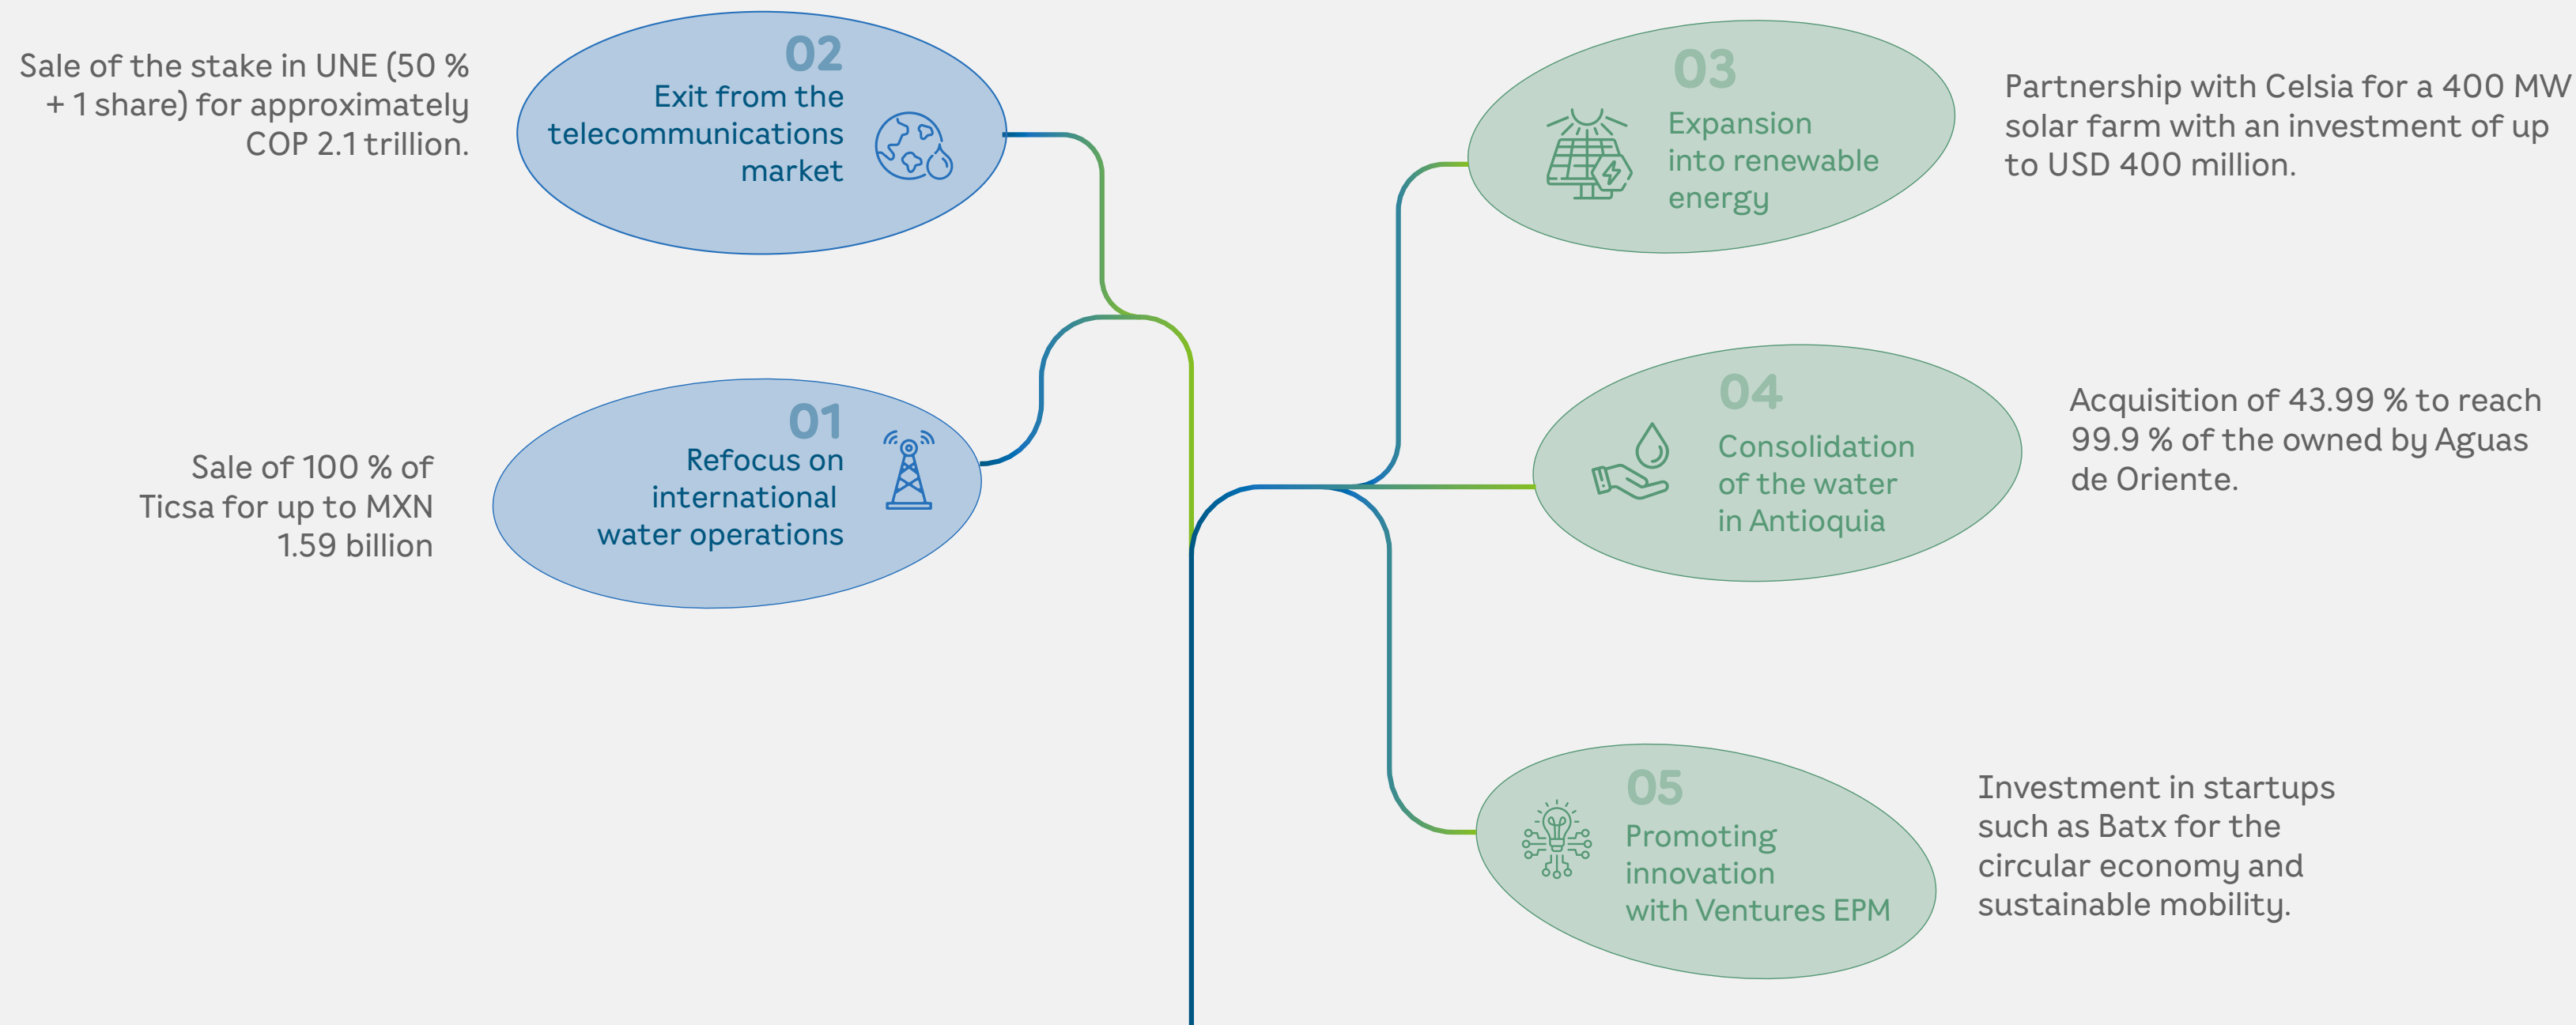 Sale of the stake in UNE (50 %
+ 1 share) for approximately
COP 2.1 trillion.
02
Exit from the
telecommunications
market
Sale of 100 % of
Ticsa for up to MXN
1.59 billion
01
Refocus on
international
water operations
03
Expansion
into renewable
energy
Partnership with Celsia for a 400 MW
solar farm with an investment of up
to USD 400 million.
04
Consolidation
of the water
in Antioquia
Acquisition of 43.99 % to reach
99.9 % of the owned by Aguas
de Oriente.
05
Promoting
innovation
with Ventures EPM
Investment in startups
such as Batx for the
circular economy and
sustainable mobility.